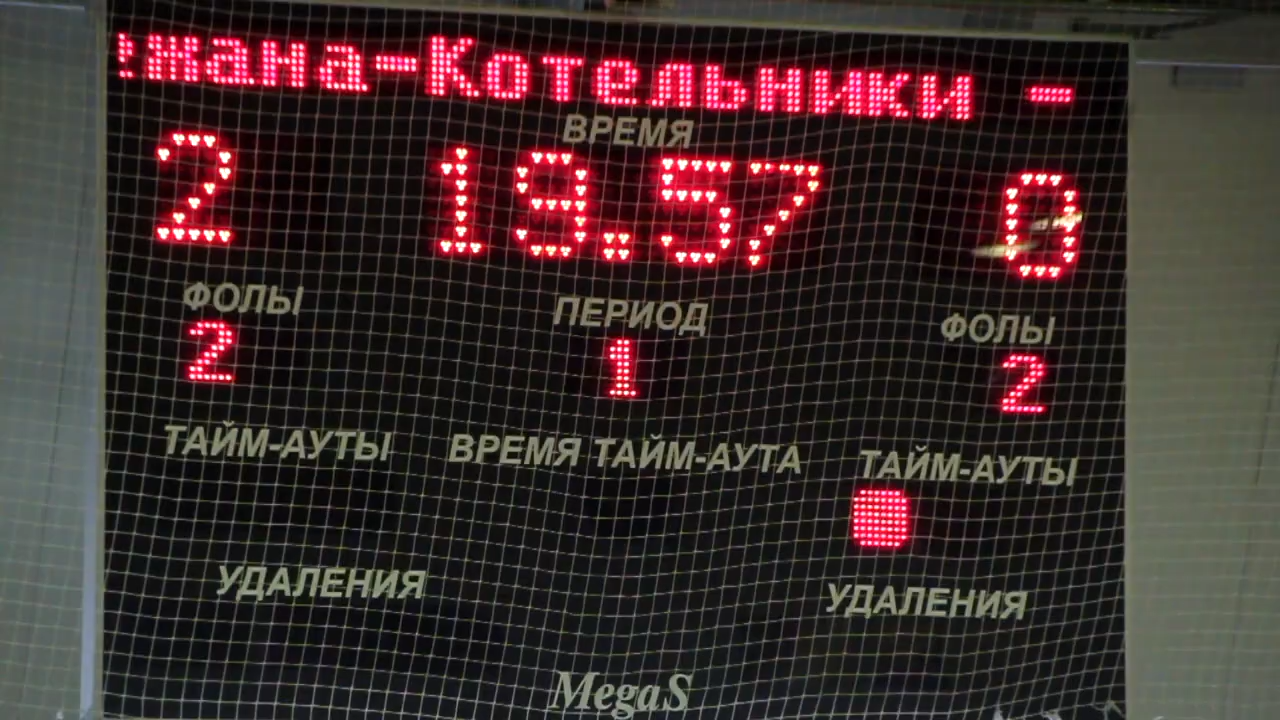 жана-Котельники -
ВРЕМЯ
2 19.57 0
ФОЛЫ ПЕРИОД ФОЛЫ
2 1 2
ТАЙМ-АУТЫ ВРЕМЯ ТАЙМ-АУТА ТАЙМ-АУТЫ
УДАЛЕНИЯ УДАЛЕНИЯ
MegaS